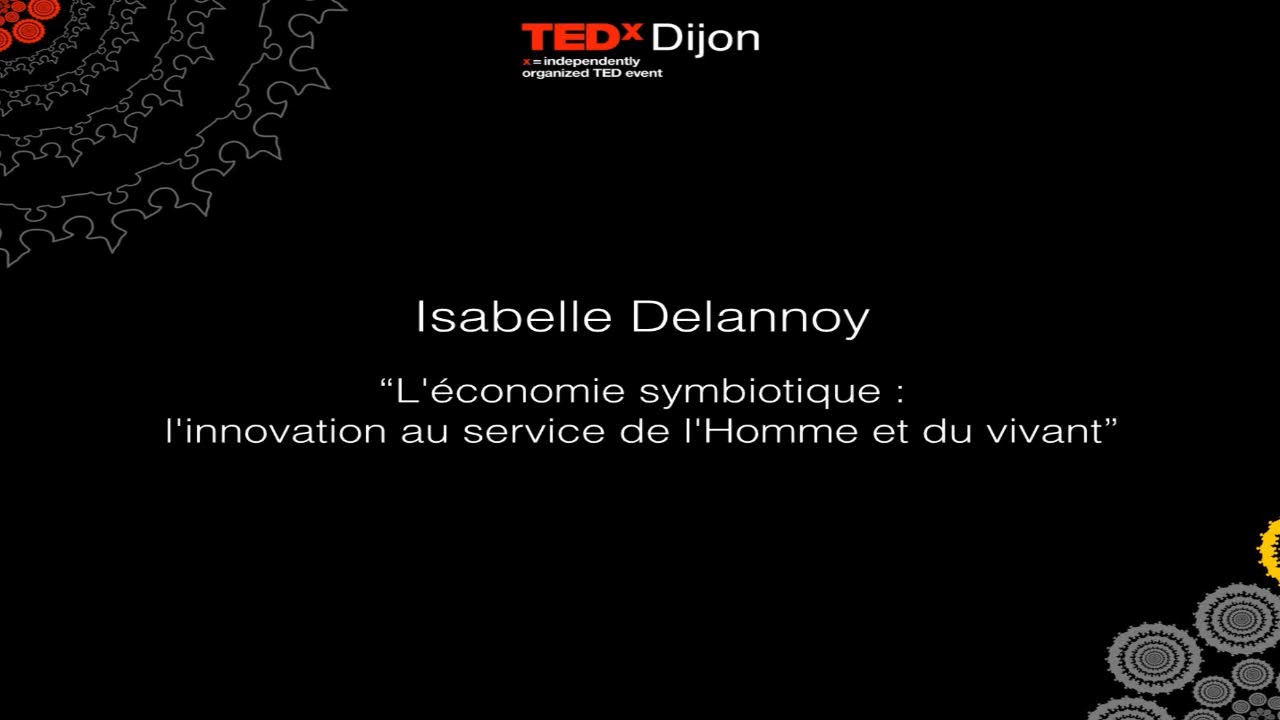 TEDx Dijon
x = independently
organized TED event
Isabelle Delannoy
“L'économie symbiotique :
l'innovation au service de l'Homme et du vivant”